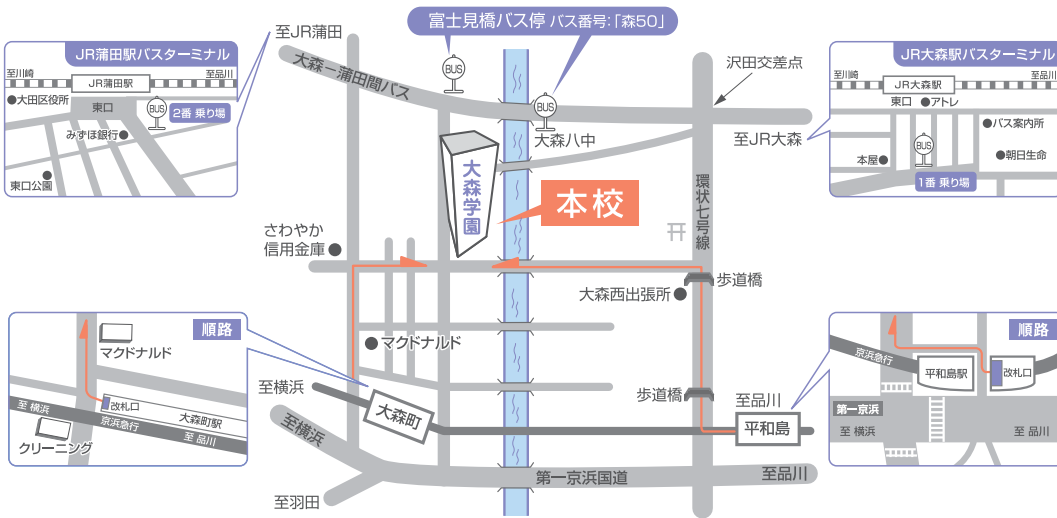 富士見橋バス停 バス番号:「森50」
至JR蒲田
大森－蒲田間バス
BUS
BUS
沢田交差点
大森八中
至JR大森
JR蒲田駅バスターミナル
至川崎
JR蒲田駅
至品川
大田区役所
東口
BUS
2番 乗り場
みずほ銀行
東口公園
JR大森駅バスターミナル
至川崎
JR大森駅
至品川
東口
アトレ
バス案内所
BUS
本屋
朝日生命
1番 乗り場
大森学園
本校
環状七号線
さわやか
信用金庫
歩道橋
大森西出張所
マクドナルド
至横浜
大森町
歩道橋
至品川
平和島
至横浜
第一京浜国道
至品川
至羽田
順路
マクドナルド
改札口
大森町駅
至 横浜
京浜急行
至 品川
クリーニング
順路
京浜急行
平和島駅
改札口
第一京浜
至 横浜
至 品川